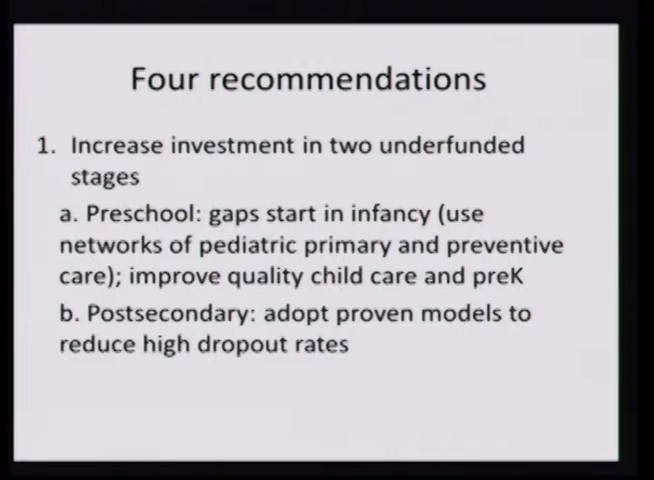 Four recommendations
1. Increase investment in two underfunded
stages
a. Preschool: gaps start in infancy (use
networks of pediatric primary and preventive
care); improve quality child care and preK
b. Postsecondary: adopt proven models to
reduce high dropout rates